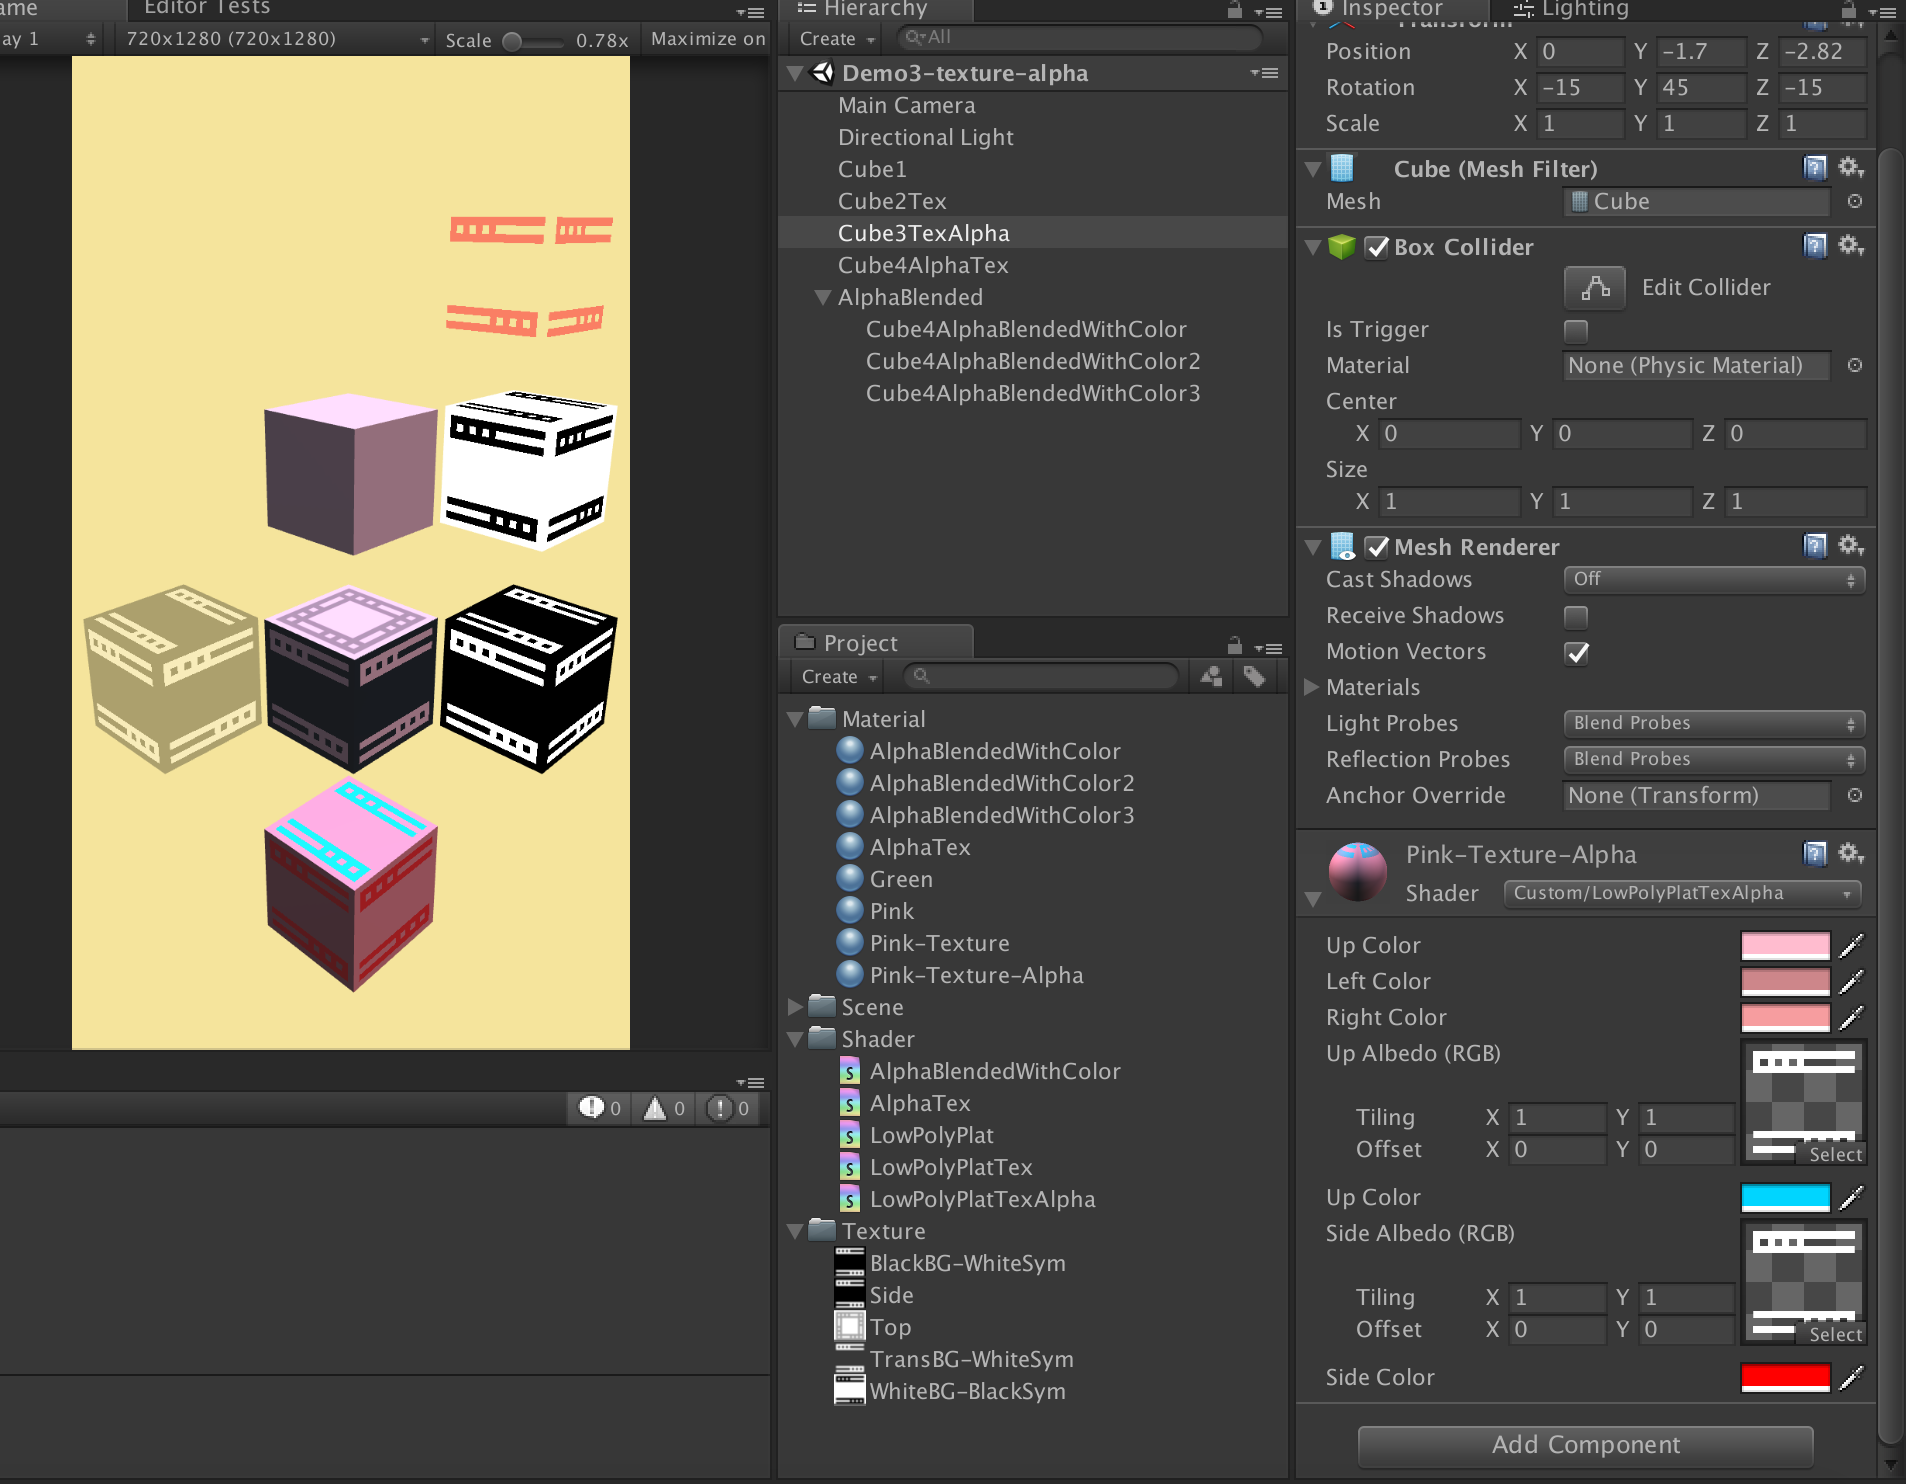 ame
Editor Tests
ay 1
720x1280 (720x1280)
Scale
0.78x
Maximize on
0
0
0
Hierarchy
Create
All
Demo3-texture-alpha
Main Camera
Directional Light
Cube1
Cube2Tex
Cube3TexAlpha
Cube4AlphaTex
AlphaBlended
Cube4AlphaBlendedWithColor
Cube4AlphaBlendedWithColor2
Cube4AlphaBlendedWithColor3
Project
Create
Material
AlphaBlendedWithColor
AlphaBlendedWithColor2
AlphaBlendedWithColor3
AlphaTex
Green
Pink
Pink-Texture
Pink-Texture-Alpha
Scene
Shader
AlphaBlendedWithColor
AlphaTex
LowPolyPlat
LowPolyPlatTex
LowPolyPlatTexAlpha
Texture
BlackBG-WhiteSym
Side
Top
TransBG-WhiteSym
WhiteBG-BlackSym
Inspector
Lighting
Transform
Position X 0 Y -1.7 Z -2.82
Rotation X -15 Y 45 Z -15
Scale X 1 Y 1 Z 1
Cube (Mesh Filter)
Mesh Cube
Box Collider
Edit Collider
Is Trigger
Material None (Physic Material)
Center
X 0 Y 0 Z 0
Size
X 1 Y 1 Z 1
Mesh Renderer
Cast Shadows Off
Receive Shadows
Motion Vectors
Materials
Light Probes Blend Probes
Reflection Probes Blend Probes
Anchor Override None (Transform)
Pink-Texture-Alpha
Shader Custom/LowPolyPlatTexAlpha
Up Color
Left Color
Right Color
Up Albedo (RGB)
Tiling X 1 Y 1
Offset X 0 Y 0
Select
Up Color
Side Albedo (RGB)
Tiling X 1 Y 1
Offset X 0 Y 0
Select
Side Color
Add Component